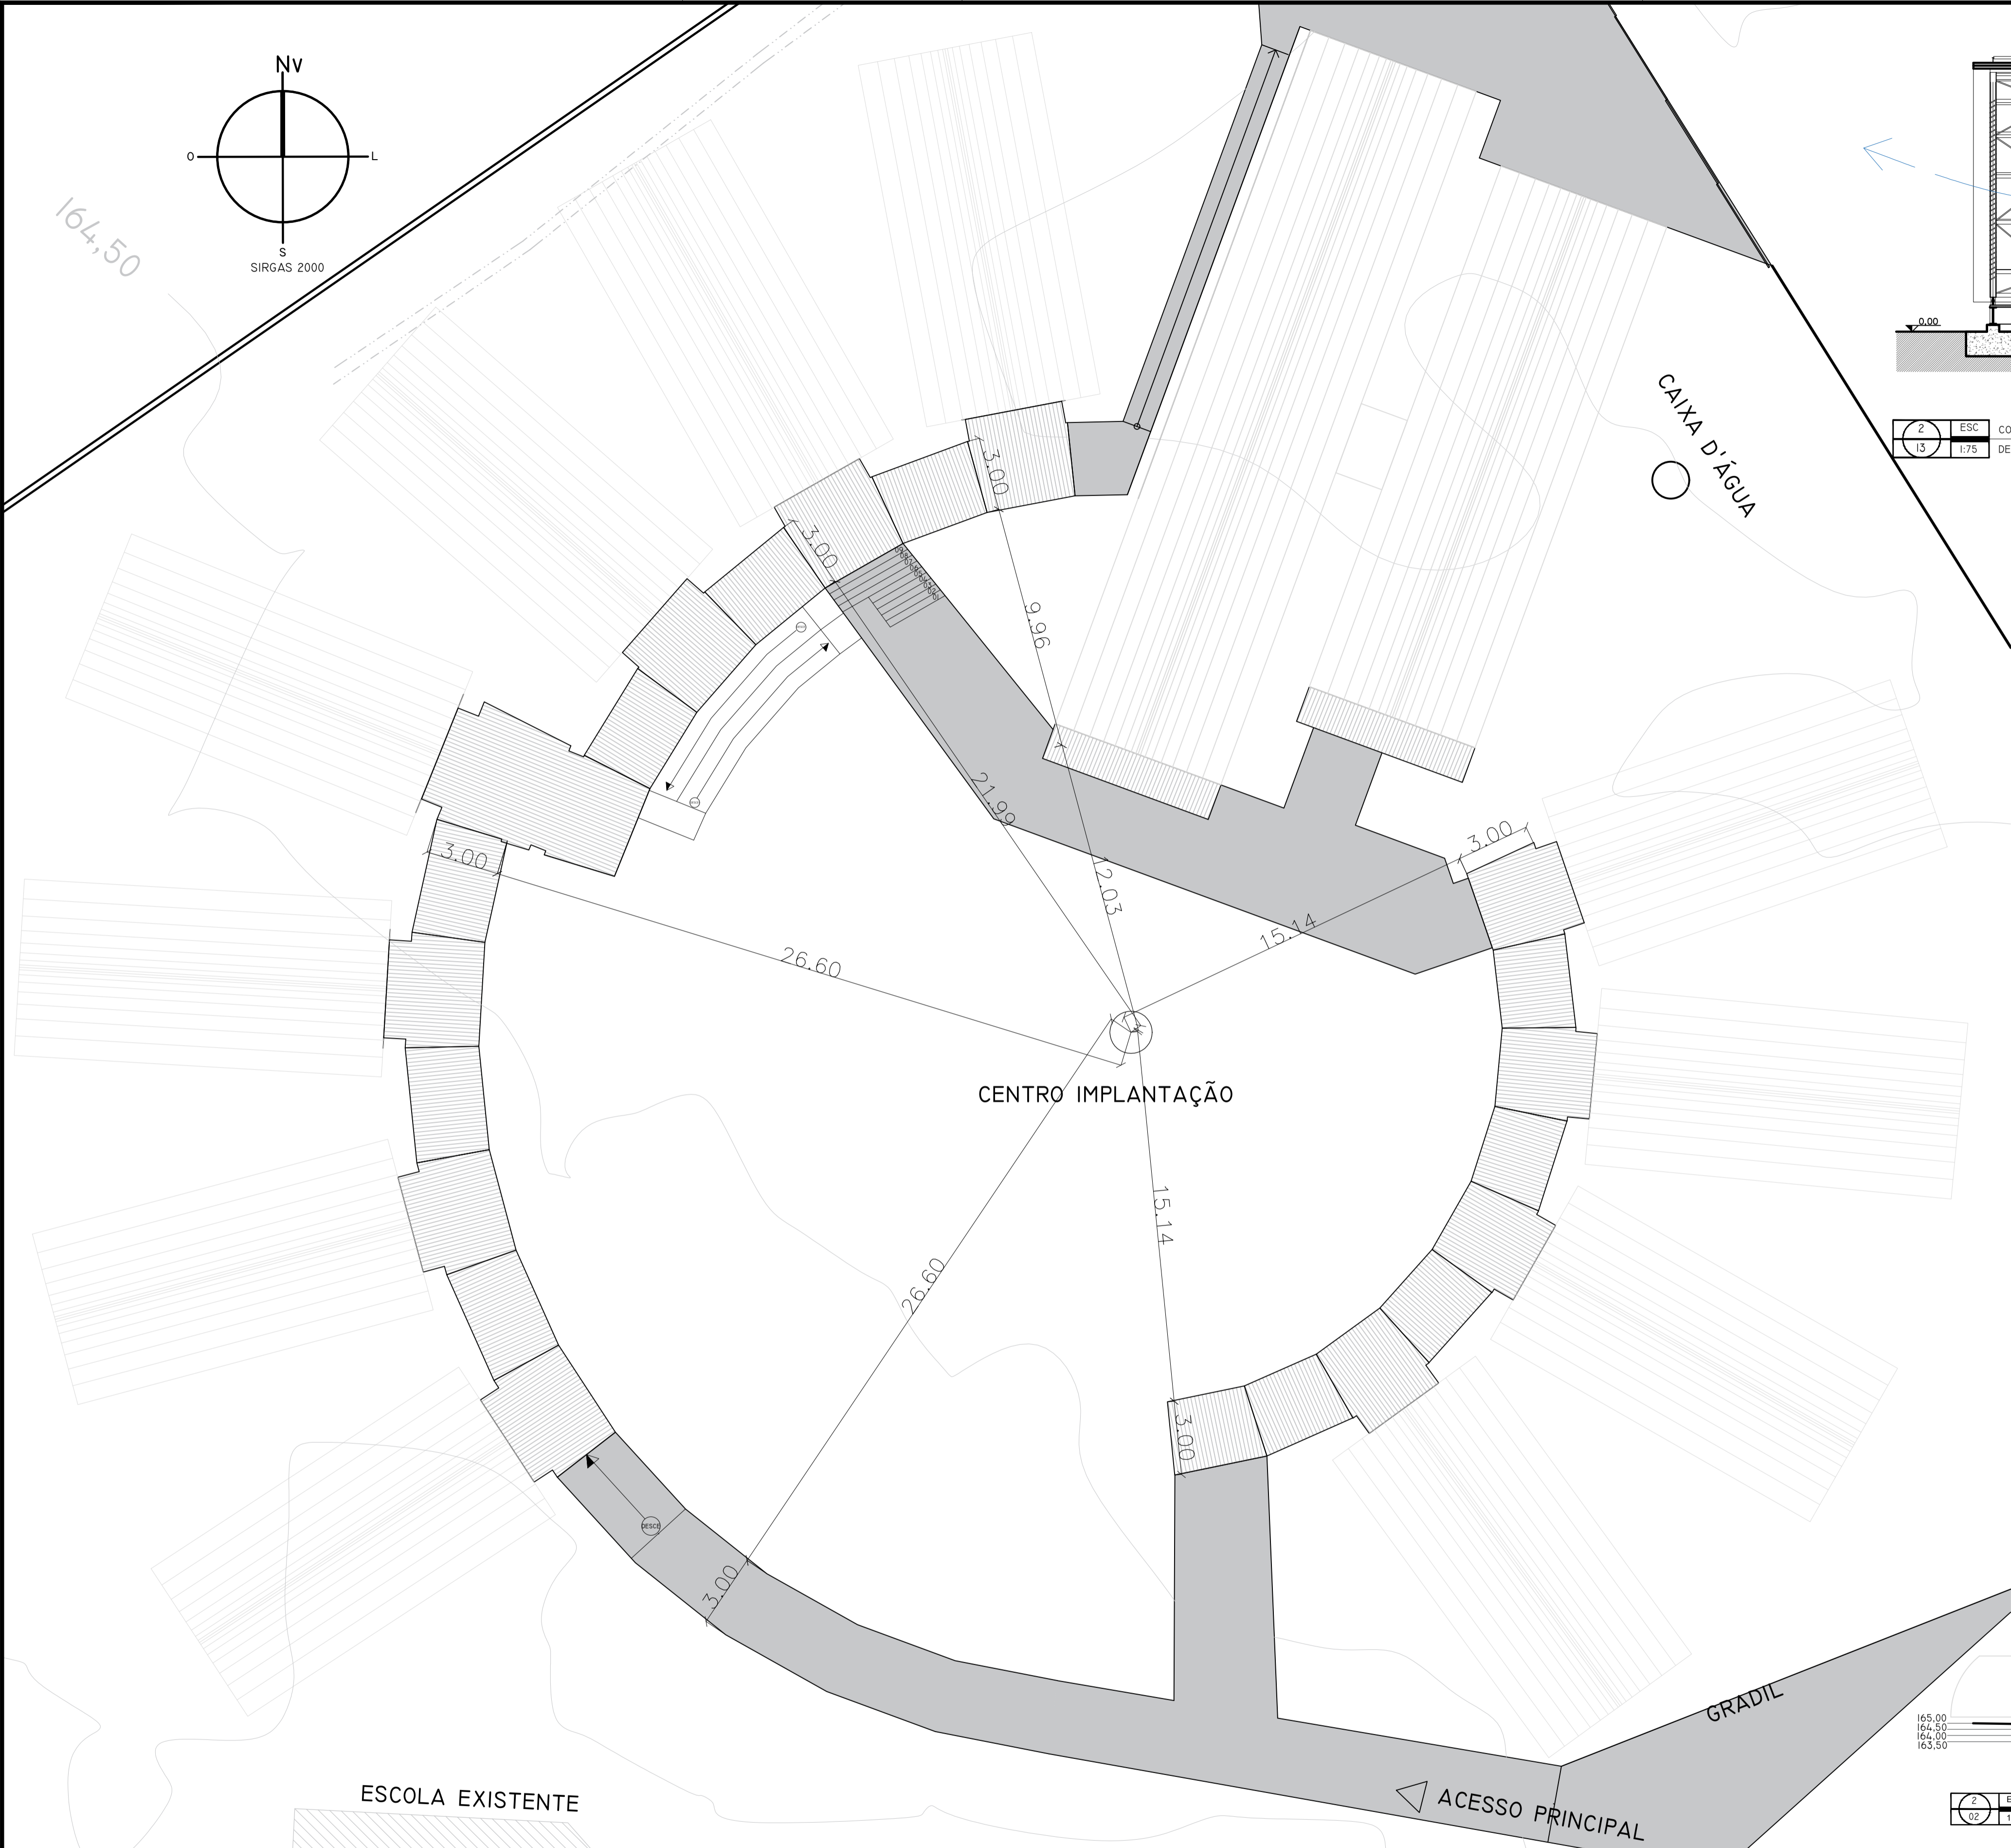 Nv
O
L
S
SIRGAS 2000
164,50
0.00
2
13
ESC
1:75
CO
DE
CAIXA D'ÁGUA
3.00
3.00
9.96
21.99
12.03
3.00
15.14
3.00
26.60
CENTRO IMPLANTAÇÃO
15.14
26.60
3.00
DESCE
3.00
GRADIL
165,00
164,50
164,00
163,50
ESCOLA EXISTENTE
ACESSO PRINCIPAL
2
02